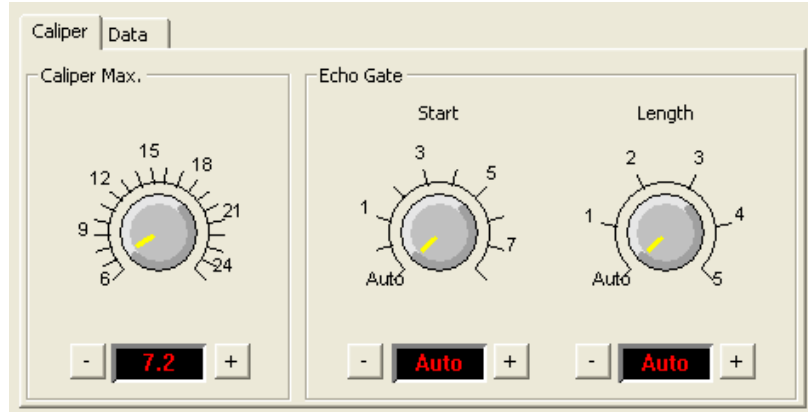 Caliper Data
Caliper Max.
6 9 12 15 18 21 24
- 7.2 +
Echo Gate
Start
Auto 1 3 5 7
- Auto +
Length
Auto 1 2 3 4 5
- Auto +